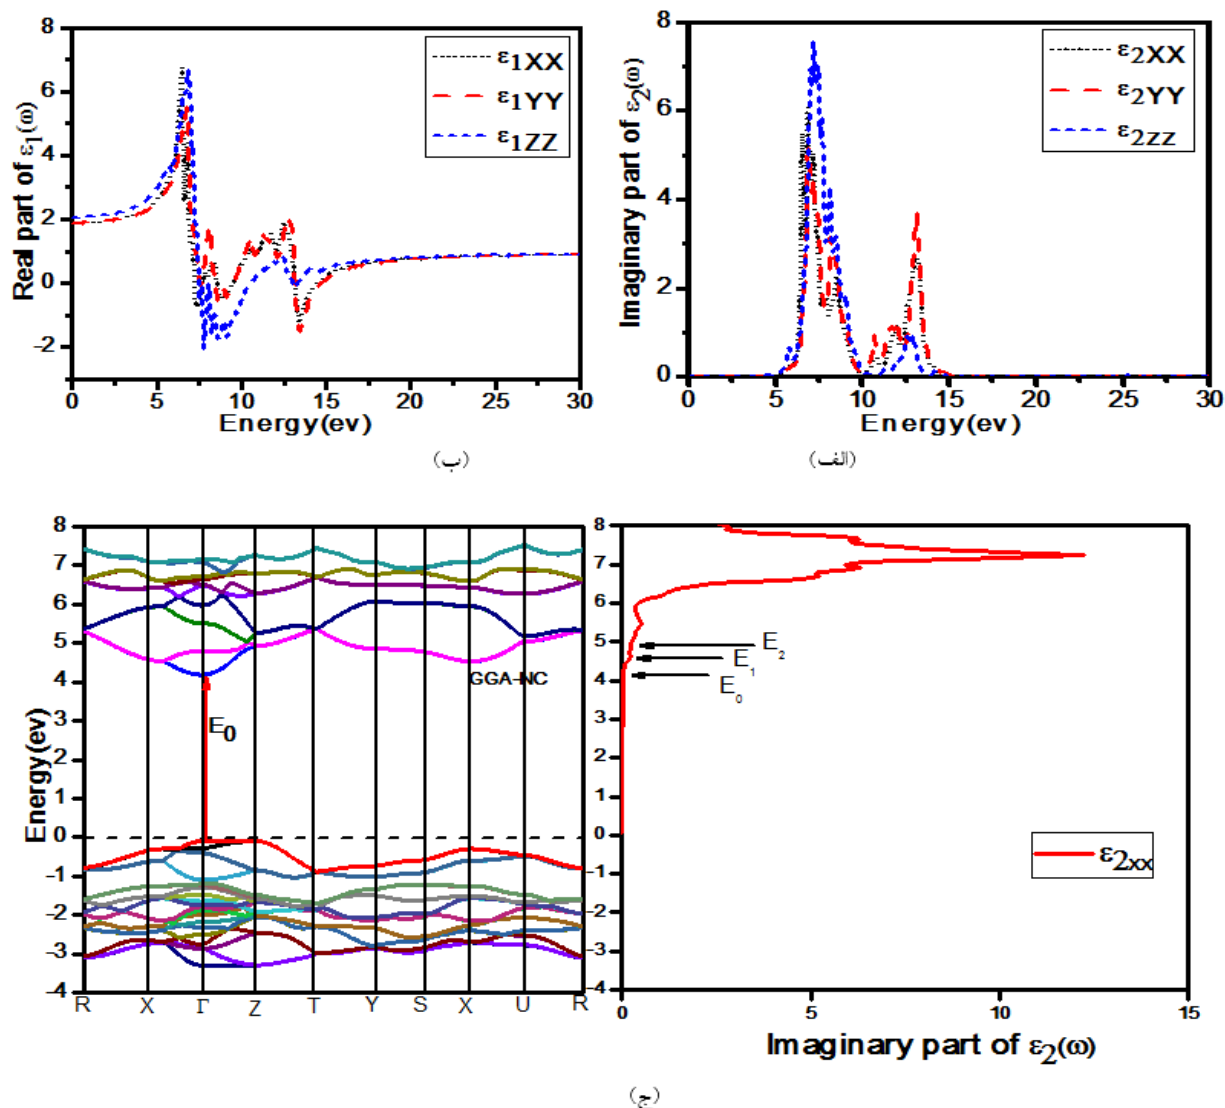 Real part of ε1(ω)
8
6
4
2
0
-2
0 5 10 15 20 25 30
Energy(ev)
ε1XX
ε1YY
ε1ZZ
(ب)
Imaginary part of ε2(ω)
8
6
4
2
0
0 5 10 15 20 25 30
Energy(ev)
ε2XX
ε2YY
ε2ZZ
(الف)
Energy(ev)
8
7
6
5
4
3
2
1
0
-1
-2
-3
-4
R X Γ Z T Y S X U R
E0
GGA-NC
8
7
6
5
4
3
2
1
0
-1
-2
-3
-4
E2
E1
E0
ε2xx
0 5 10 15
Imaginary part of ε2(ω)
(ج)